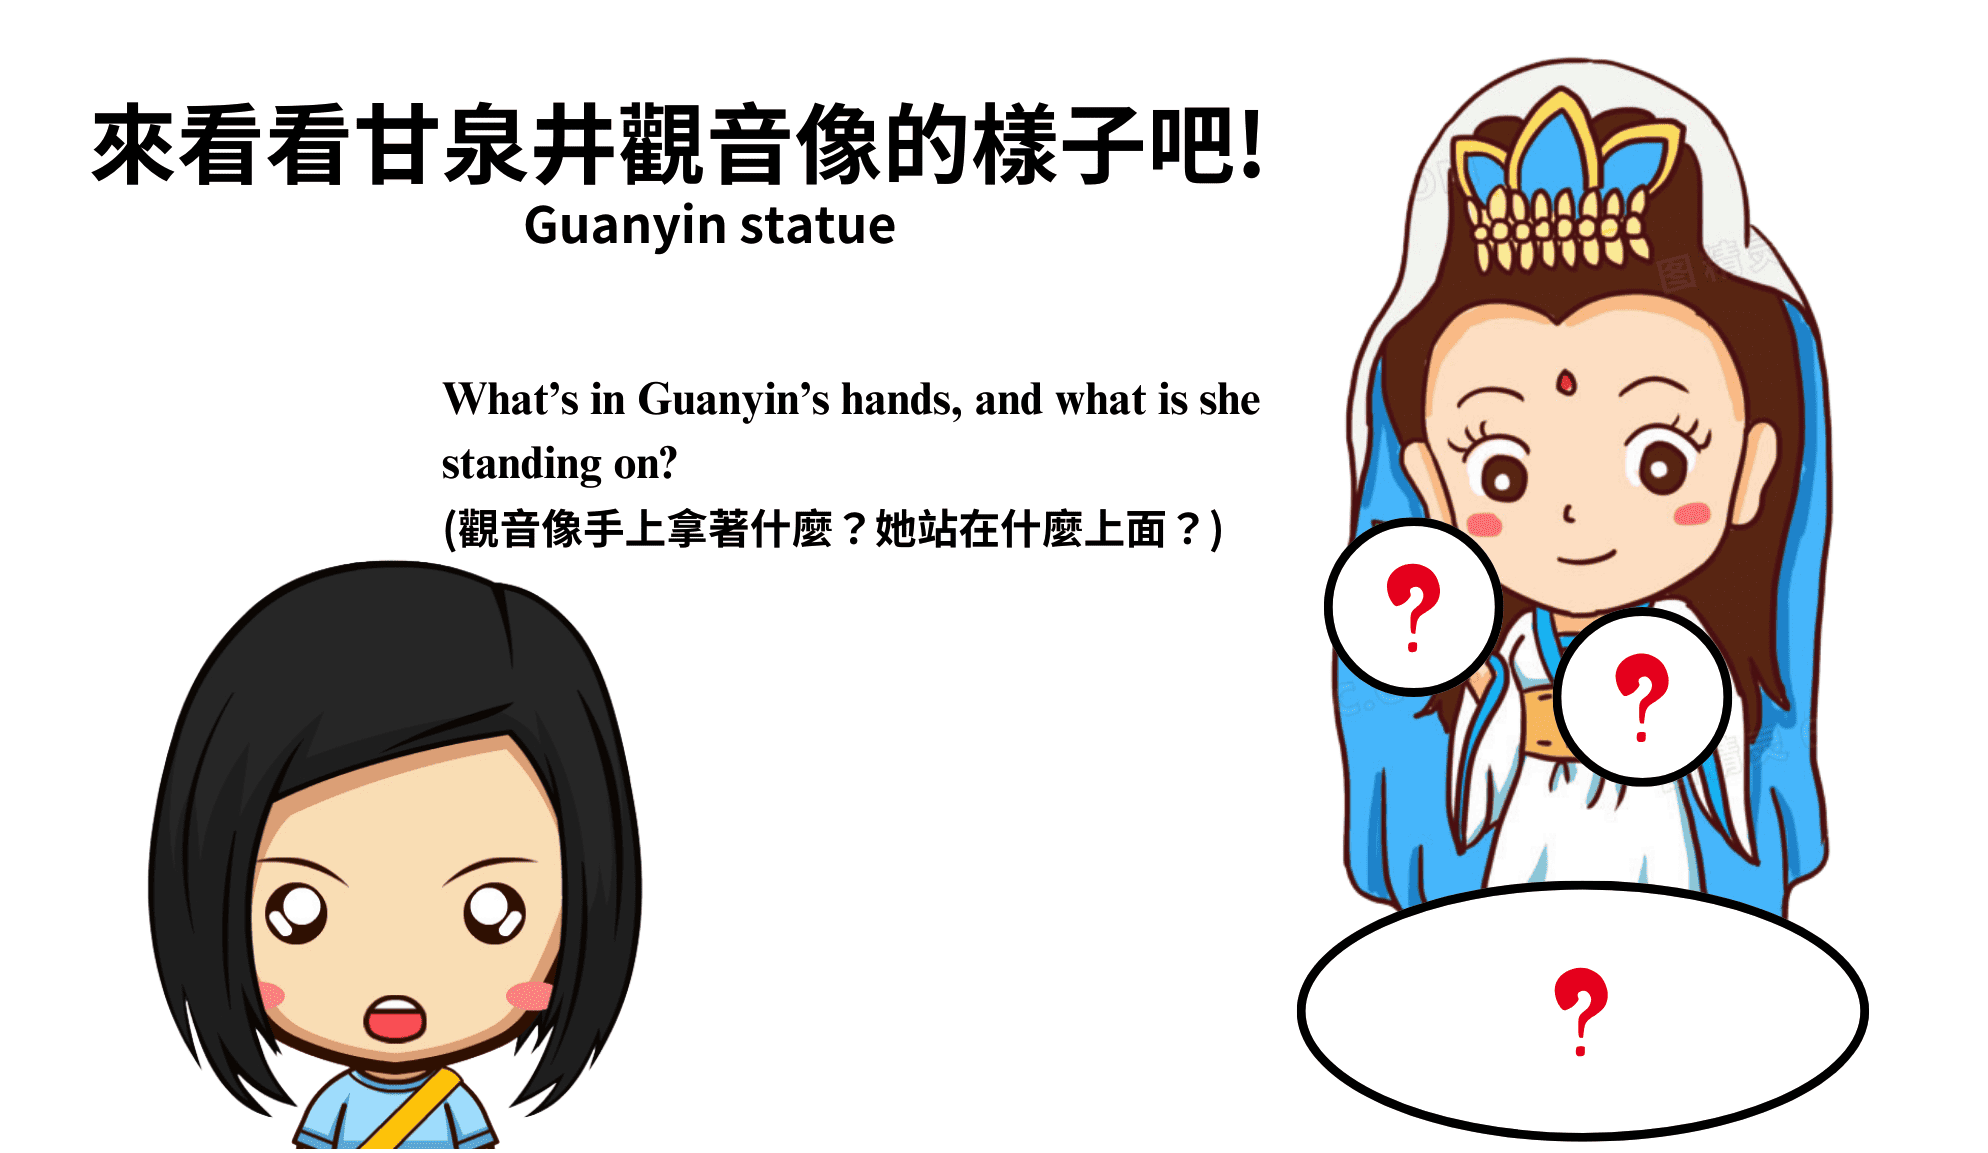 來看看甘泉井觀音像的樣子吧!
Guanyin statue
What’s in Guanyin’s hands, and what is she
standing on?
(觀音像手上拿著什麼？她站在什麼上面？)
?
?
?